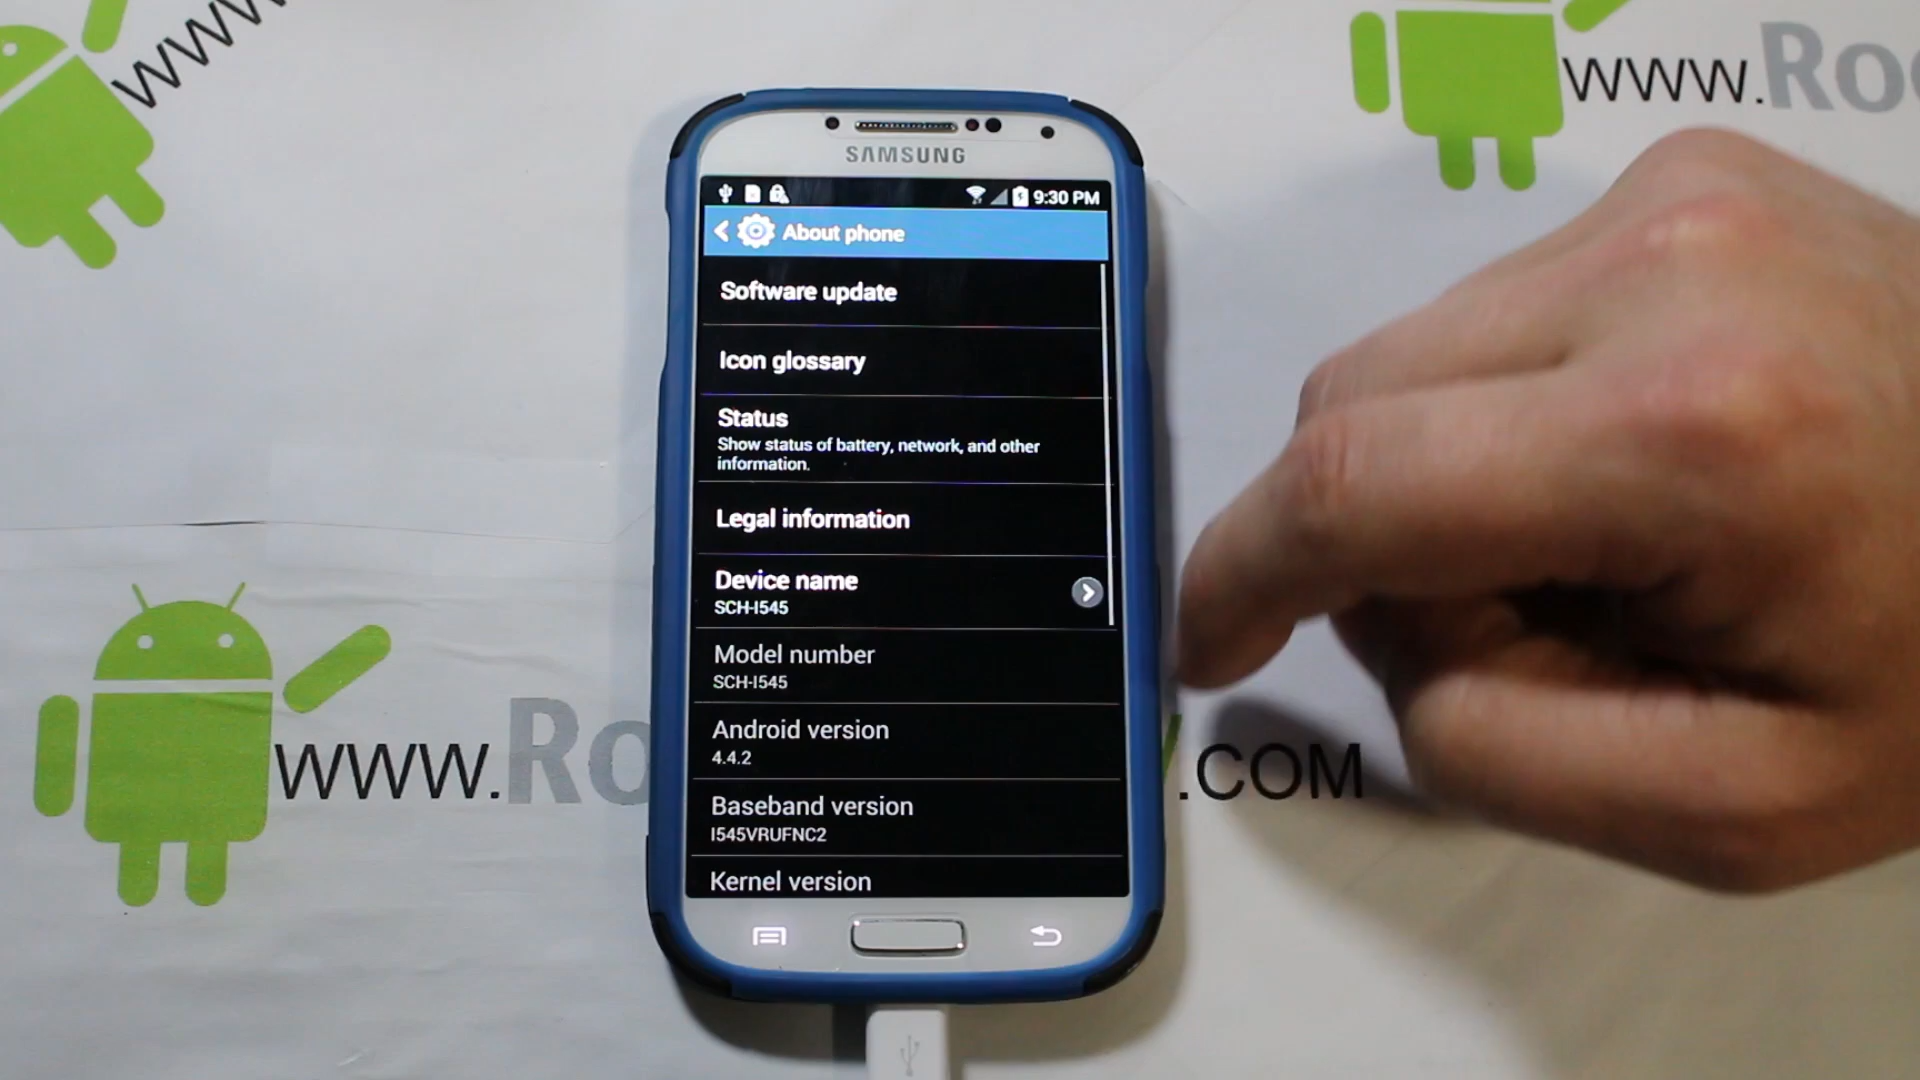 www
www.Ro
SAMSUNG
9:30 PM
About phone
Software update
Icon glossary
Status
Show status of battery, network, and other
information.
Legal information
Device name
SCH-I545
Model number
SCH-I545
Android version
4.4.2
www.Ro .COM
Baseband version
I545VRUFNC2
Kernel version